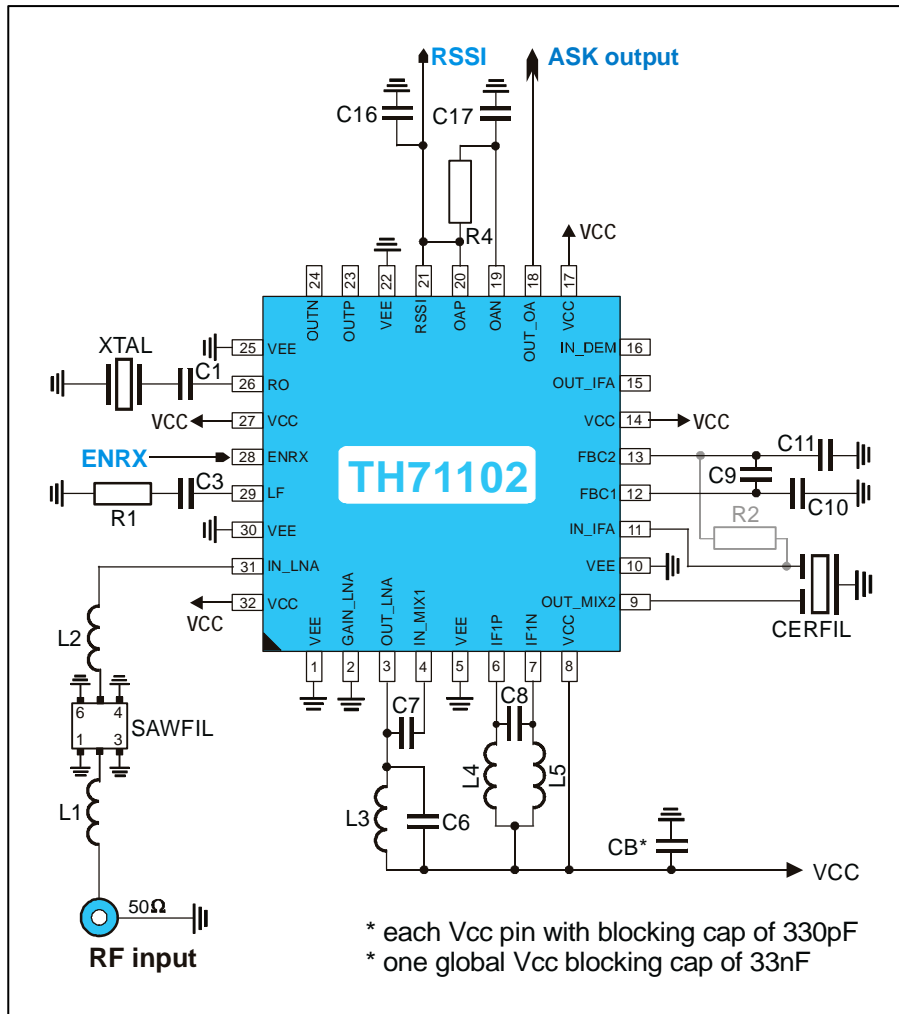 RSSI
ASK output
C16
C17
R4
VCC
24
23
22
21
20
19
18
17
OUTN
OUTP
VEE
RSSI
OAP
OAN
OUT_OA
VCC
XTAL
C1
25 VEE
IN_DEM 16
26 RO
OUT_IFA 15
VCC
27 VCC
VCC 14
VCC
ENRX
28 ENRX
TH71102
FBC2 13
C11
C9
R1
C3
29 LF
FBC1 12
C10
30 VEE
IN_IFA 11
R2
31 IN_LNA
VEE 10
VCC
32 VCC
OUT_MIX2 9
CERFIL
VEE
GAIN_LNA
OUT_LNA
IN_MIX1
VEE
IF1P
IF1N
VCC
1
2
3
4
5
6
7
8
L2
6 4
1 3
SAWFIL
C7
C8
L4
L5
L1
L3
C6
CB*
VCC
50Ω
RF input
* each Vcc pin with blocking cap of 330pF
* one global Vcc blocking cap of 33nF